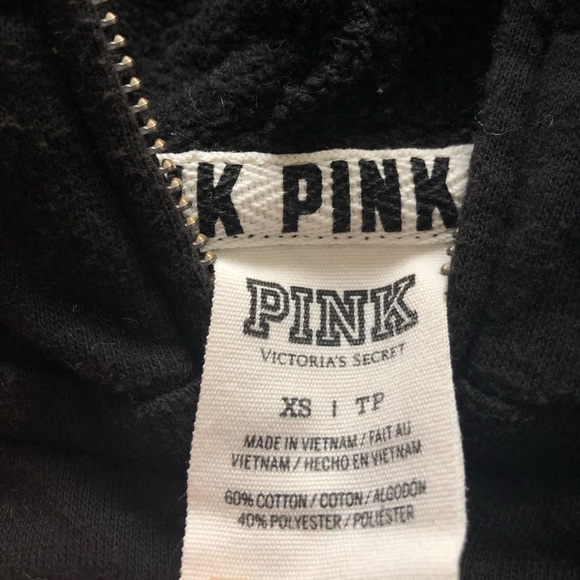 K PINK
PINK
VICTORIA'S SECRET
XS | TP
MADE IN VIETNAM / FAIT AU
VIETNAM / HECHO EN VIETNAM
60% COTTON / COTON / ALGODÓN
40% POLYESTER / POLIÉSTER